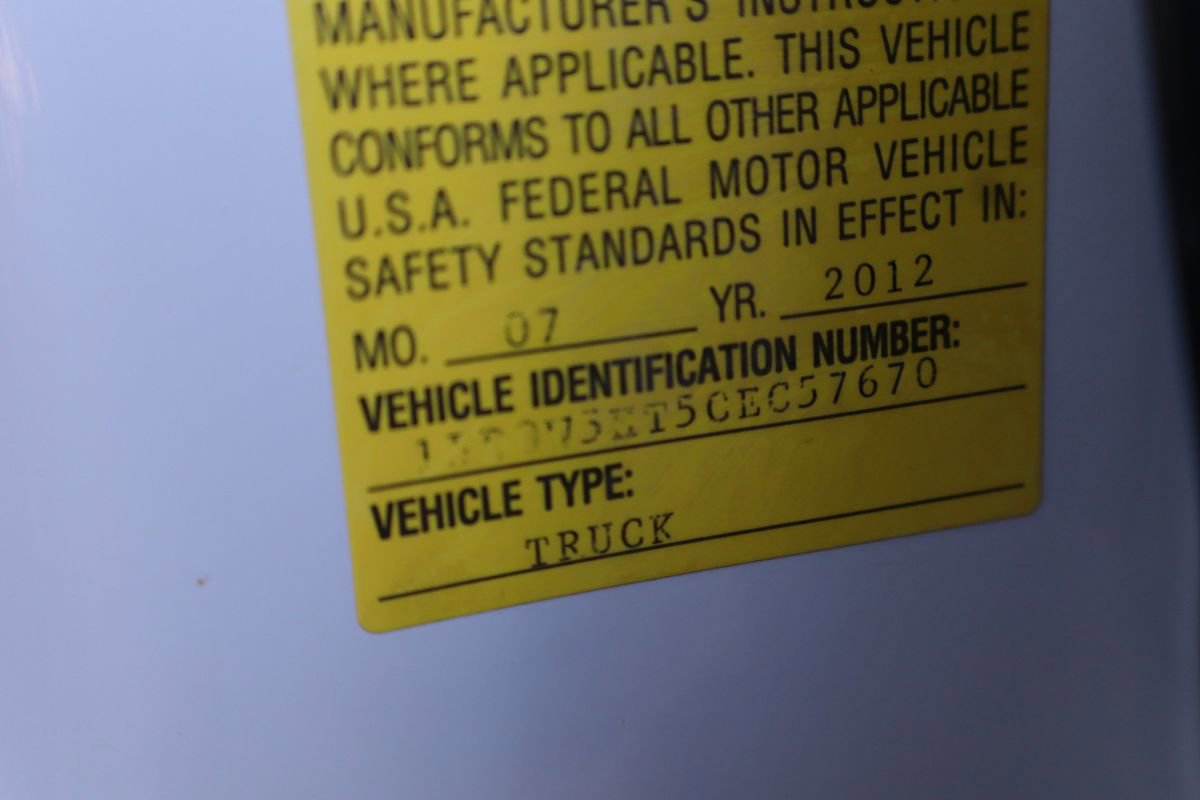 MANUFACTURER'S
WHERE APPLICABLE. THIS VEHICLE
CONFORMS TO ALL OTHER APPLICABLE
U.S.A. FEDERAL MOTOR VEHICLE
SAFETY STANDARDS IN EFFECT IN:
MO. 07 YR. 2012
VEHICLE IDENTIFICATION NUMBER:
VEHICLE TYPE:
TRUCK